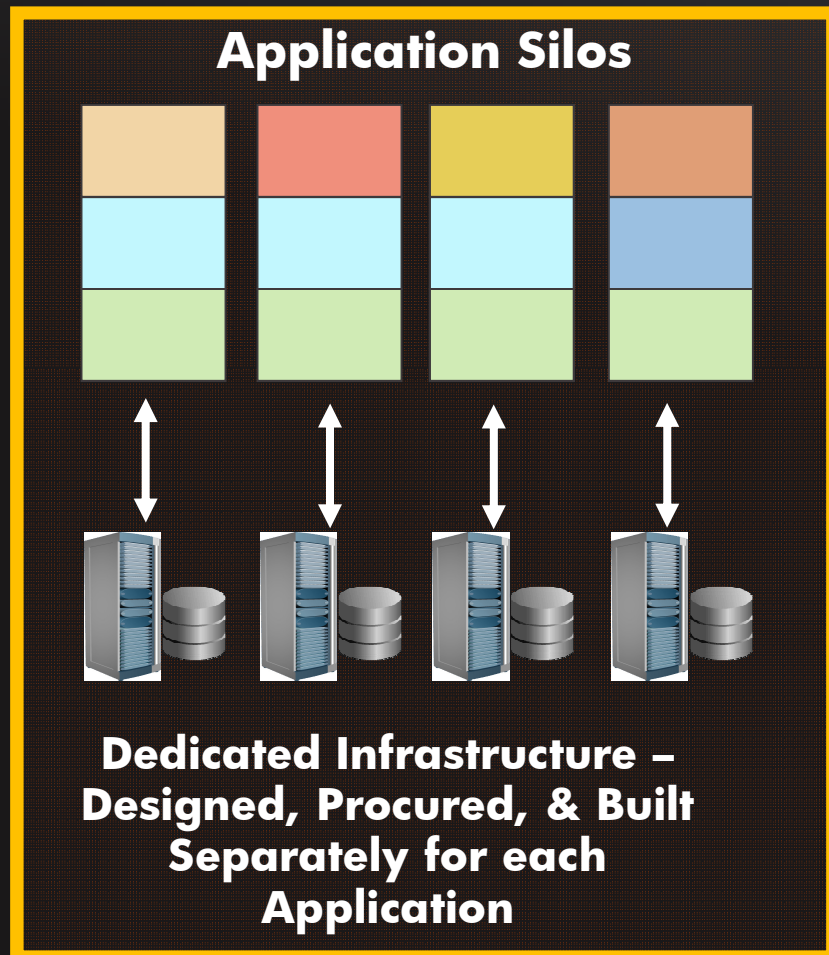 Application Silos
Dedicated Infrastructure –
Designed, Procured, & Built
Separately for each
Application